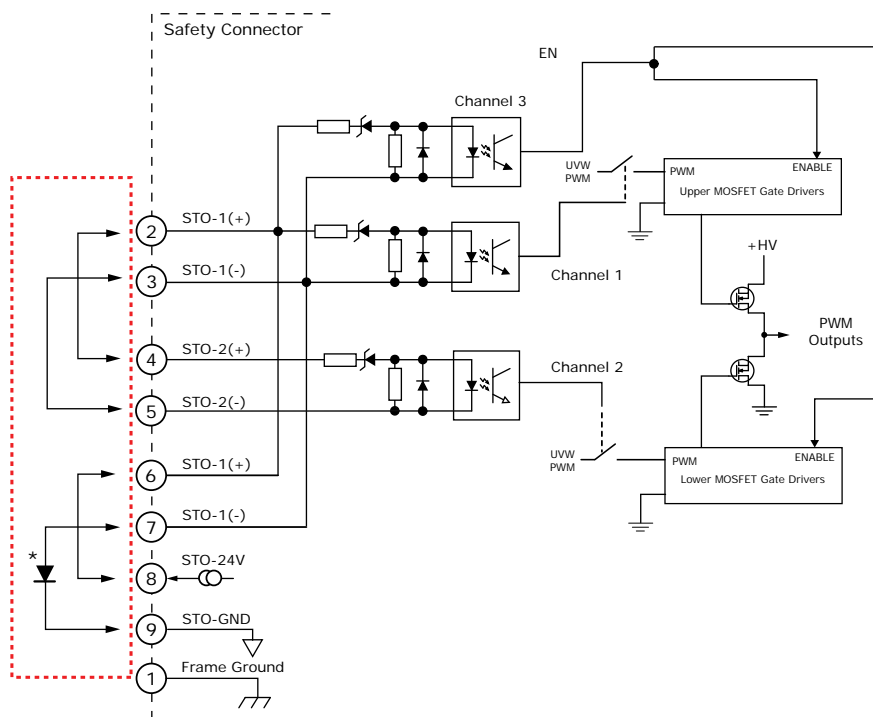 Safety Connector
EN
Channel 3
UVW
PWM
PWM
ENABLE
Upper MOSFET Gate Drivers
2
STO-1(+)
3
STO-1(-)
Channel 1
+HV
PWM
Outputs
4
STO-2(+)
Channel 2
5
STO-2(-)
UVW
PWM
PWM
ENABLE
Lower MOSFET Gate Drivers
6
STO-1(+)
7
STO-1(-)
*
8
STO-24V
9
STO-GND
1
Frame Ground